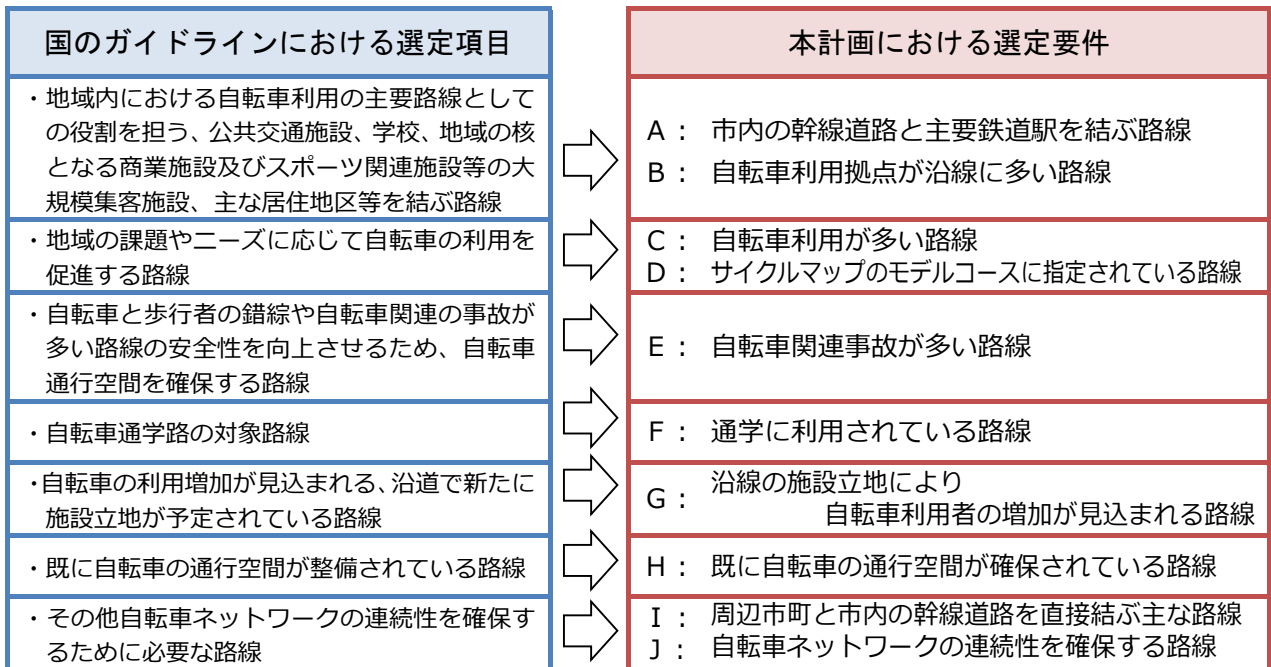 国のガイドラインにおける選定項目
本計画における選定要件
・地域内における自転車利用の主要路線として
の役割を担う、公共交通施設、学校、地域の核
となる商業施設及びスポーツ関連施設等の大
規模集客施設、主な居住地区等を結ぶ路線
A： 市内の幹線道路と主要鉄道駅を結ぶ路線
B： 自転車利用拠点が沿線に多い路線
・地域の課題やニーズに応じて自転車の利用を
促進する路線
C： 自転車利用が多い路線
D： サイクルマップのモデルコースに指定されている路線
・自転車と歩行者の錯綜や自転車関連の事故が
多い路線の安全性を向上させるため、自転車
通行空間を確保する路線
E： 自転車関連事故が多い路線
・自転車通学路の対象路線
F： 通学に利用されている路線
・自転車の利用増加が見込まれる、沿道で新たに
施設立地が予定されている路線
G： 沿線の施設立地により
自転車利用者の増加が見込まれる路線
・既に自転車の通行空間が整備されている路線
H： 既に自転車の通行空間が確保されている路線
・その他自転車ネットワークの連続性を確保す
るために必要な路線
I： 周辺市町と市内の幹線道路を直接結ぶ主な路線
J： 自転車ネットワークの連続性を確保する路線